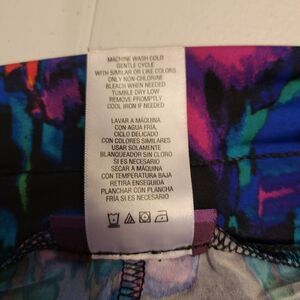 MACHINE WASH COLD
GENTLE CYCLE
WITH SIMILAR OR LIKE COLORS
ONLY NON-CHLORINE
BLEACH WHEN NEEDED
TUMBLE DRY LOW
REMOVE PROMPTLY
COOL IRON IF NEEDED
LAVAR A MÁQUINA
CON AGUA FRÍA,
CICLO DELICADO
CON COLORES SIMILARES
USAR SOLAMENTE
BLANQUEADOR SIN CLORO
SI ES NECESARIO
SECAR A MÁQUINA
EN BAJA TEMPERATURA
RETIRA ENSEGUIDA
PLANCHAR CON PLANCHA
FRÍA SI ES NECESARIO